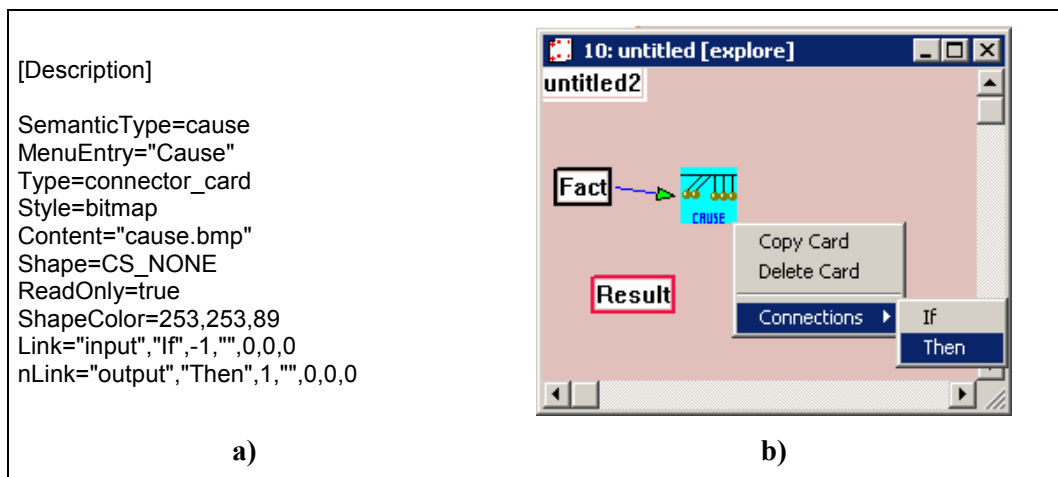 [Description]
SemanticType=cause
MenuEntry="Cause"
Type=connector_card
Style=bitmap
Content="cause.bmp"
Shape=CS_NONE
ReadOnly=true
ShapeColor=253,253,89
Link="input","If",-1,"",0,0,0
nLink="output","Then",1,"",0,0,0
a)
10: untitled [explore]
untitled2
Fact
CAUSE
Copy Card
Delete Card
Result
Connections
If
Then
b)